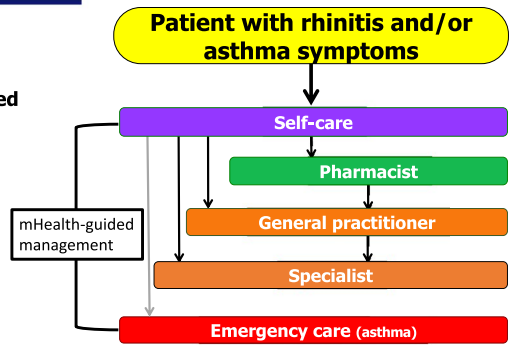 Patient with rhinitis and/or
asthma symptoms
ed
Self-care
Pharmacist
General practitioner
mHealth-guided
management
Specialist
Emergency care (asthma)